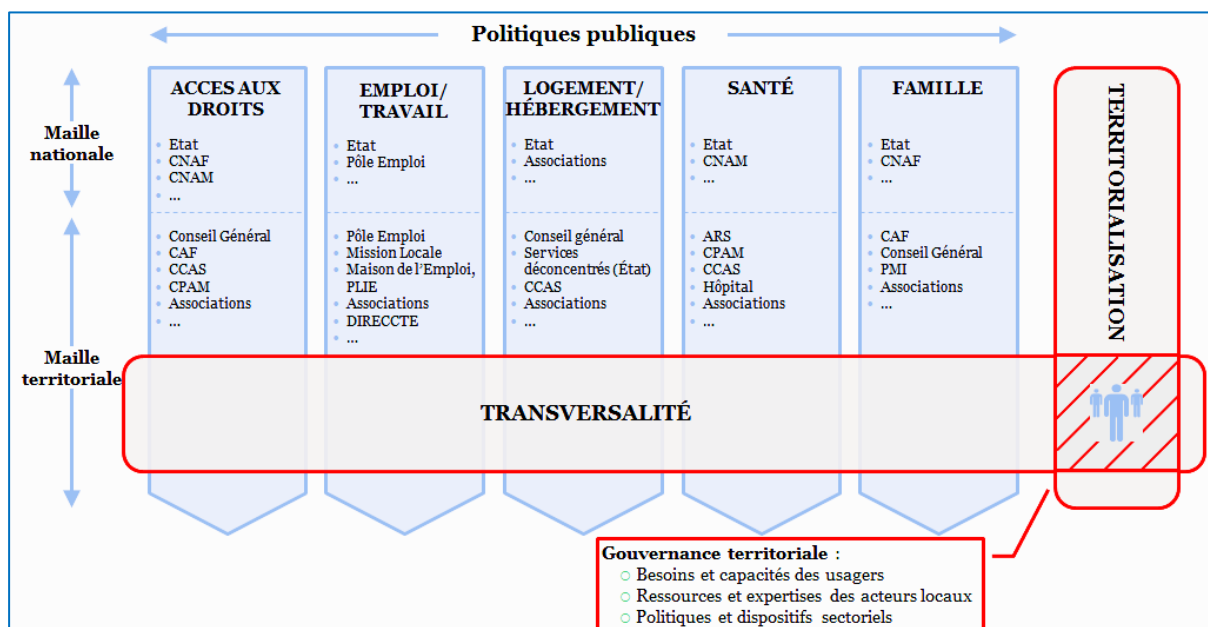 Politiques publiques
Maille
nationale
Maille
territoriale
ACCES AUX
DROITS
Etat
CNAF
CNAM
...
Conseil Général
CAF
CCAS
CPAM
Associations
...
EMPLOI/
TRAVAIL
Etat
Pôle Emploi
...
Pôle Emploi
Mission Locale
Maison de l'Emploi,
PLIE
Associations
DIRECCTE
...
LOGEMENT/
HÉBERGEMENT
Etat
Associations
...
Conseil général
Services
déconcentrés (État)
CCAS
Associations
...
SANTÉ
Etat
CNAM
...
ARS
CPAM
CCAS
Hôpital
Associations
...
FAMILLE
Etat
CNAF
...
CAF
Conseil Général
PMI
Associations
...
TERRITORIALISATION
TRANSVERSALITÉ
Gouvernance territoriale :
Besoins et capacités des usagers
Ressources et expertises des acteurs locaux
Politiques et dispositifs sectoriels